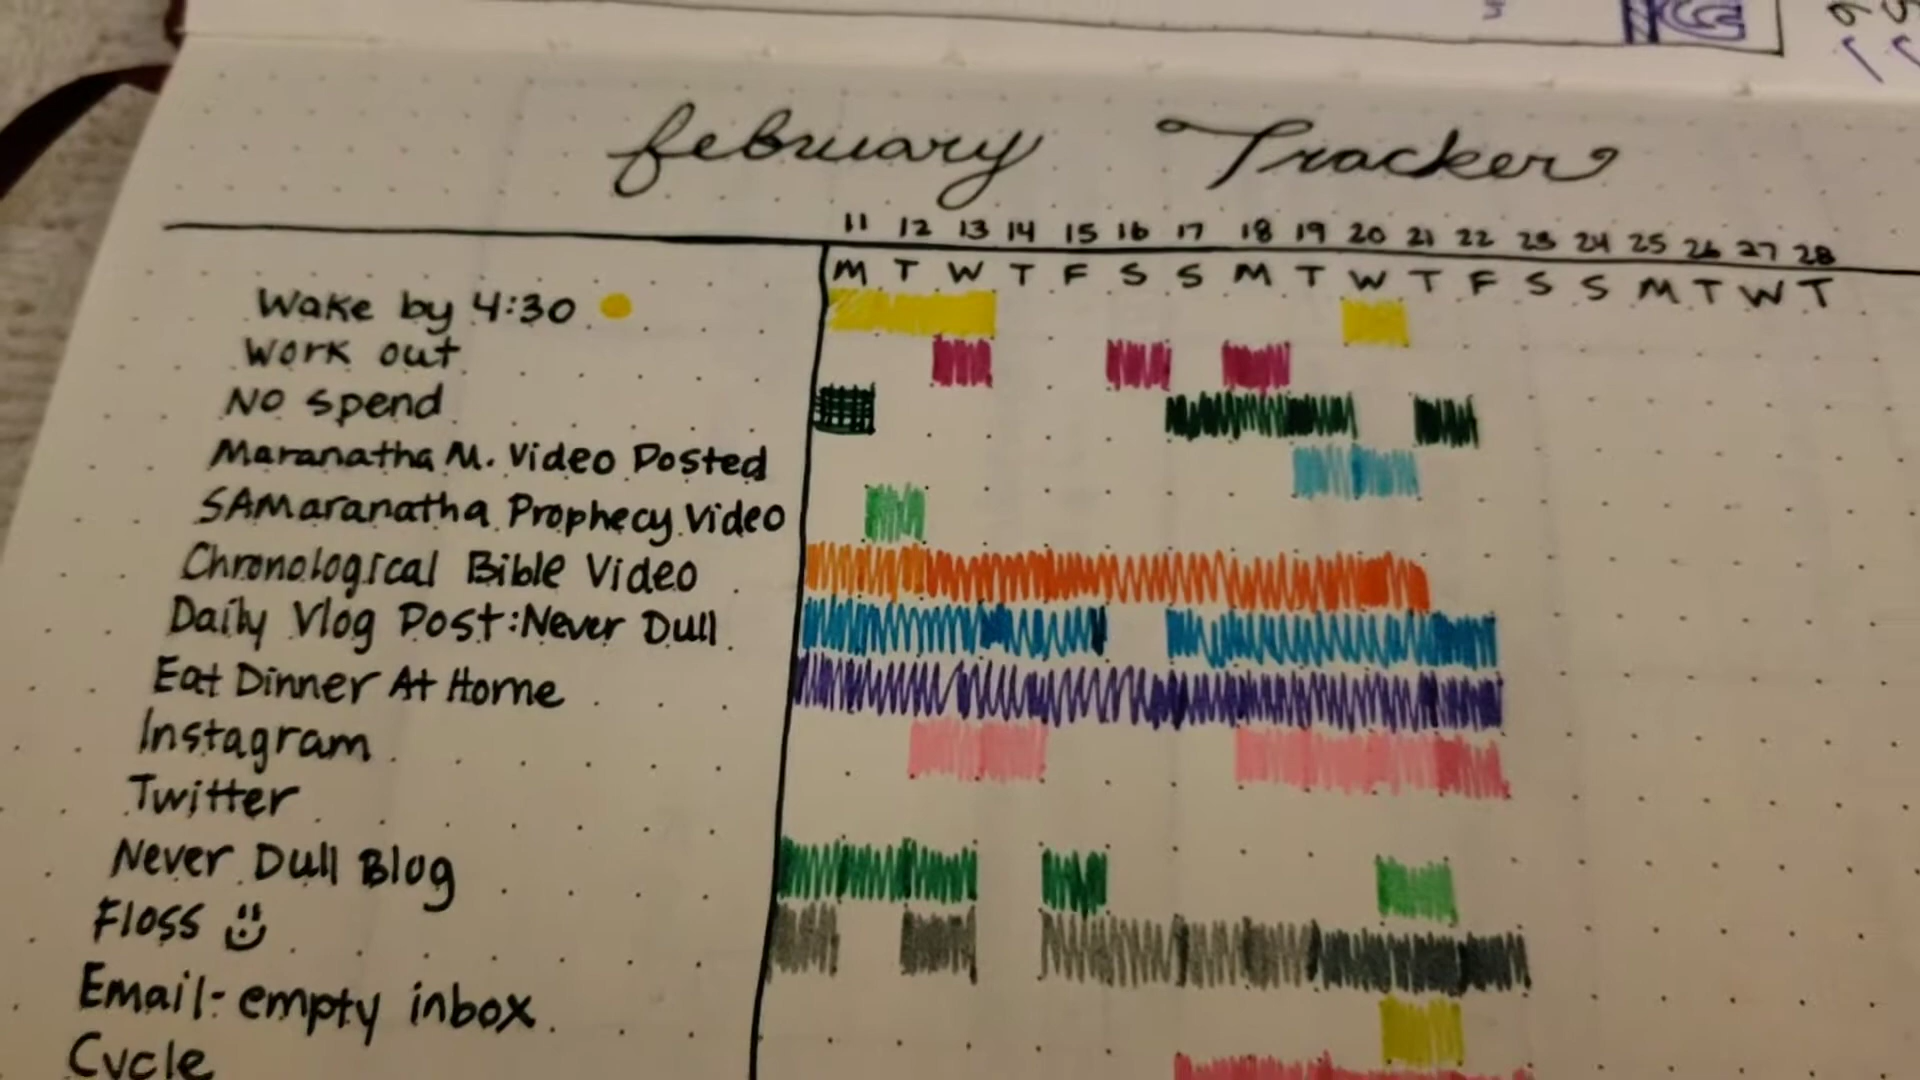 february Tracker
11 12 13 14 15 16 17 18 19 20 21 22 23 24 25 26 27 28
M T W T F S S M T W T F S S M T W T
Wake by 4:30
Work out
No spend
Maranatha M. Video Posted
SAMaranatha Prophecy Video
Chronological Bible Video
Daily Vlog Post: Never Dull
Eat Dinner At Home
Instagram
Twitter
Never Dull Blog
Floss
Email- empty inbox
Cycle